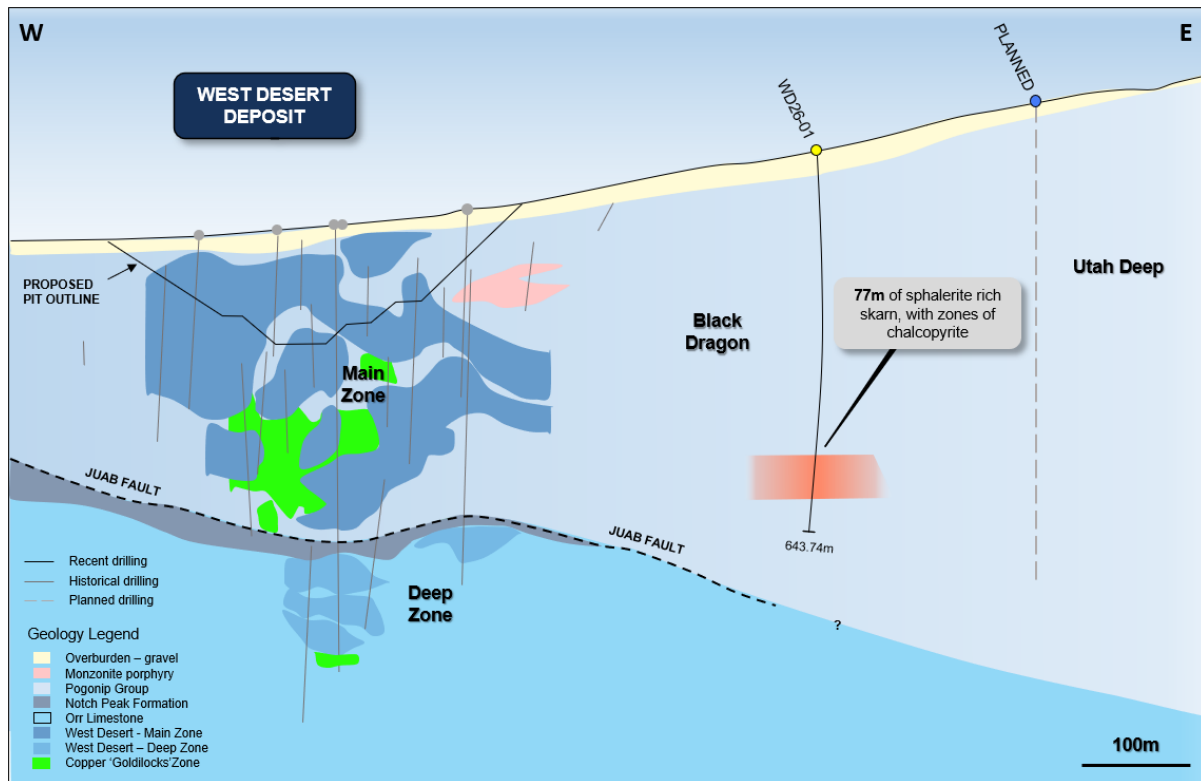 W
E
WEST DESERT
DEPOSIT
PLANNED
WD26-01
PROPOSED
PIT OUTLINE
Utah Deep
77m of sphalerite rich
skarn, with zones of
chalcopyrite
Black
Dragon
Main
Zone
JUAB FAULT
JUAB FAULT
643.74m
Deep
Zone
?
Recent drilling
Historical drilling
Planned drilling
Geology Legend
Overburden – gravel
Monzonite porphyry
Pogonip Group
Notch Peak Formation
Orr Limestone
West Desert - Main Zone
West Desert – Deep Zone
Copper ‘Goldilocks’Zone
100m